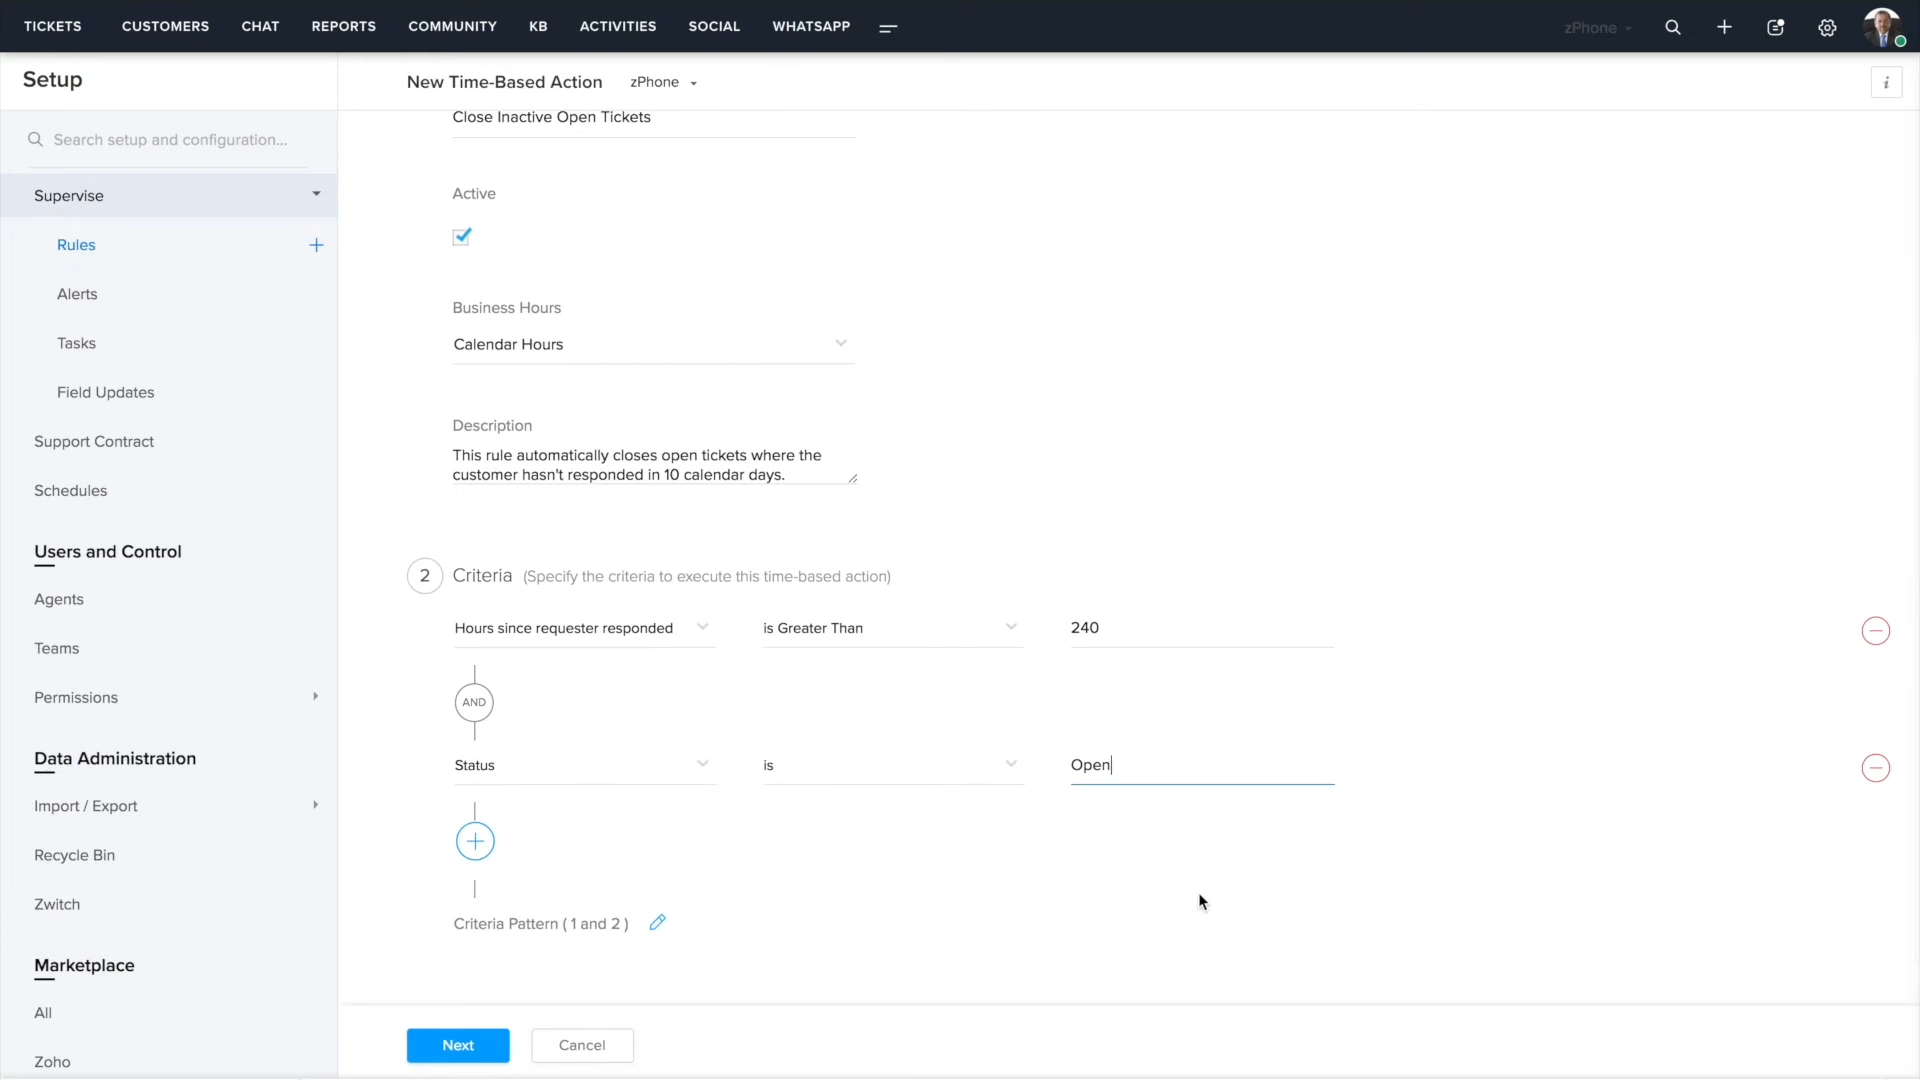 TICKETS CUSTOMERS CHAT REPORTS COMMUNITY KB ACTIVITIES SOCIAL WHATSAPP zPhone
Setup
New Time-Based Action zPhone
Search setup and configuration...
Supervise
Rules
Alerts
Tasks
Field Updates
Support Contract
Schedules
Users and Control
Agents
Teams
Permissions
Data Administration
Import / Export
Recycle Bin
Zwitch
Marketplace
All
Zoho
Close Inactive Open Tickets
Active
Business Hours
Calendar Hours
Description
This rule automatically closes open tickets where the
customer hasn't responded in 10 calendar days.
2 Criteria (Specify the criteria to execute this time-based action)
Hours since requester responded is Greater Than 240
AND
Status is Open
Criteria Pattern ( 1 and 2 )
Next Cancel